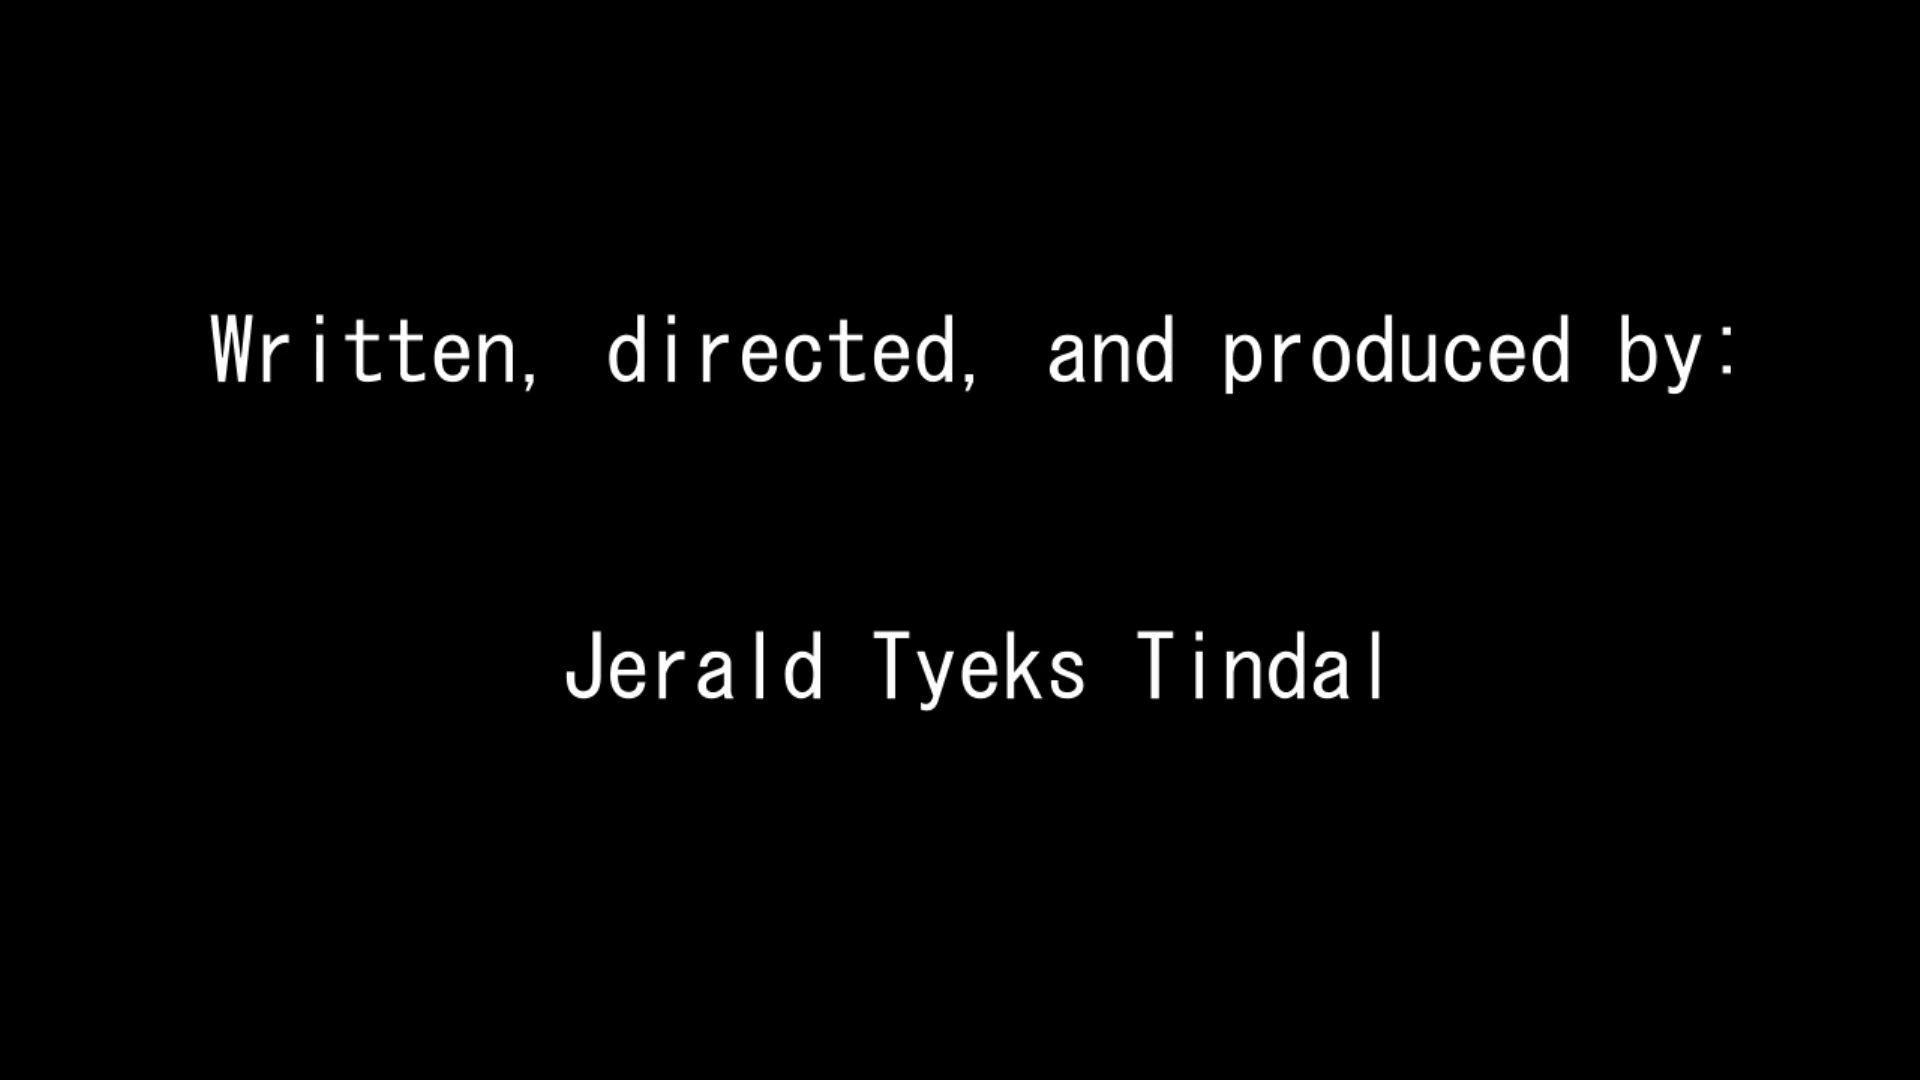 Written, directed, and produced by:
Jerald Tyeks Tindal